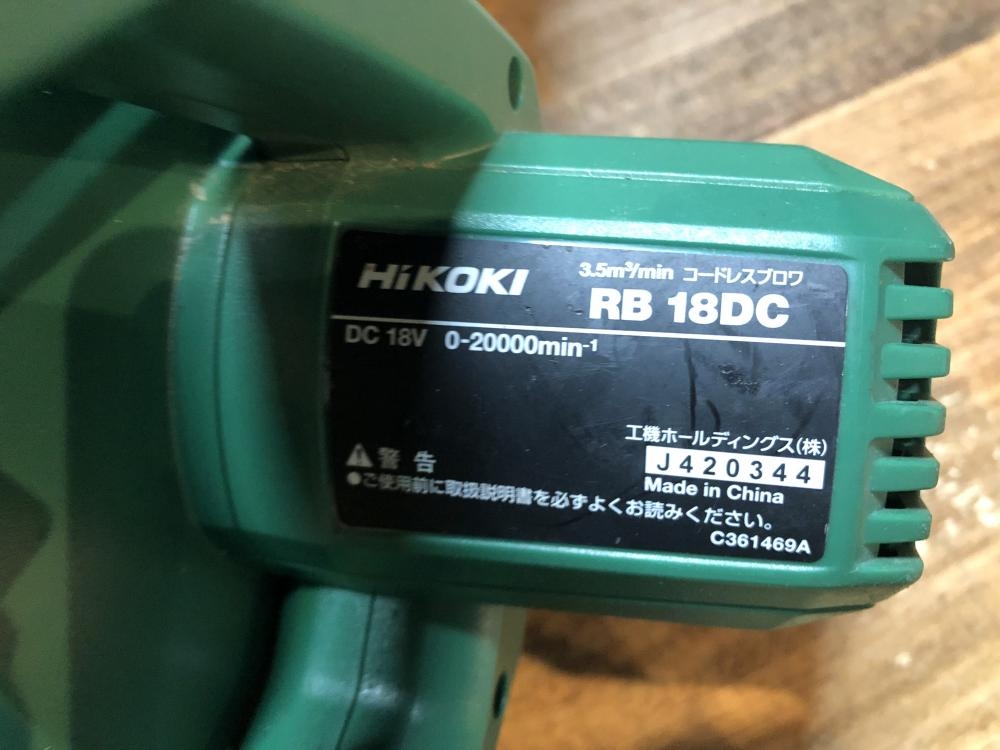 HiKOKI
3.5m³/min コードレスブロワ
RB 18DC
DC 18V 0-20000min⁻¹
工機ホールディングス(株)
J420344
Made in China
警告
●ご使用前に取扱説明書を必ずよくお読みください。
C361469A